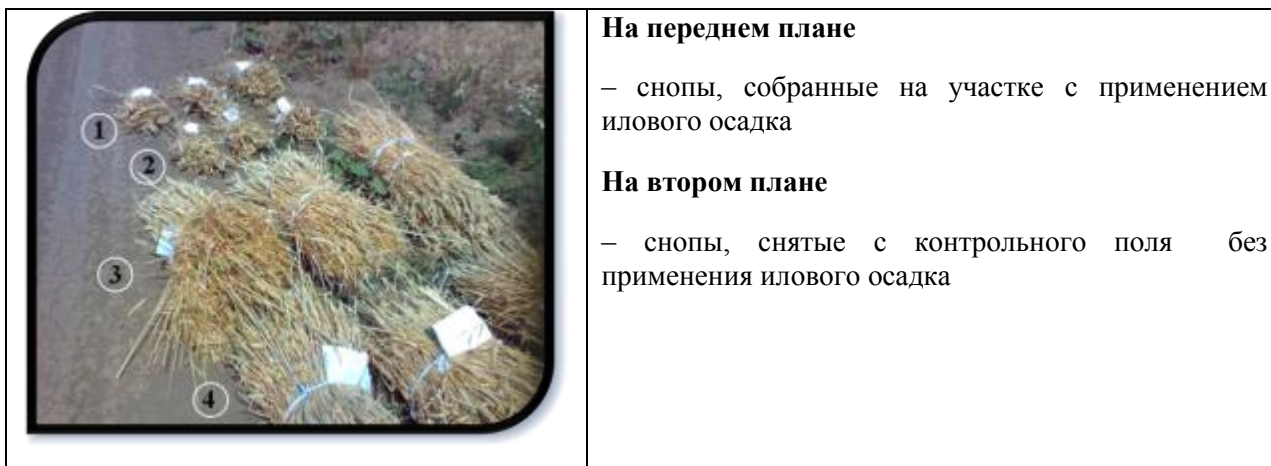 На переднем плане
– снопы, собранные на участке с применением
илового осадка
На втором плане
– снопы, снятые с контрольного поля без
применения илового осадка
1
2
3
4